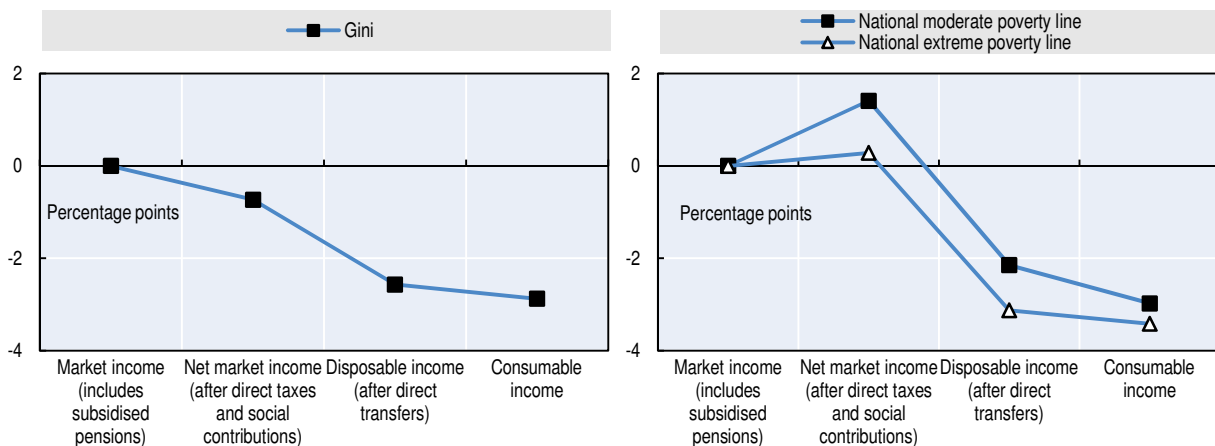 Gini
2
0
-2
-4
Percentage points
Market income
(includes
subsidised
pensions)
Net market income
(after direct taxes
and social
contributions)
Disposable income
(after direct
transfers)
Consumable
income
National moderate poverty line
National extreme poverty line
2
0
-2
-4
Percentage points
Market income
(includes
subsidised
pensions)
Net market income
(after direct taxes
and social
contributions)
Disposable income
(after direct
transfers)
Consumable
income